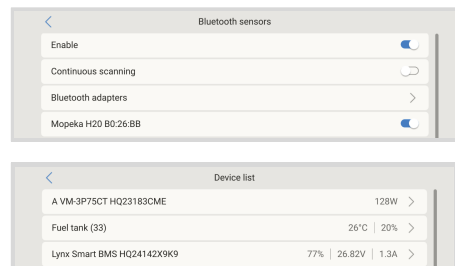 Bluetooth sensors
Enable
Continuous scanning
Bluetooth adapters
Mopeka H20 B0:26:BB
Device list
A VM-3P75CT HQ23183CME 128W
Fuel tank (33) 26°C 20%
Lynx Smart BMS HQ24142X9K9 77% 26.82V 1.3A